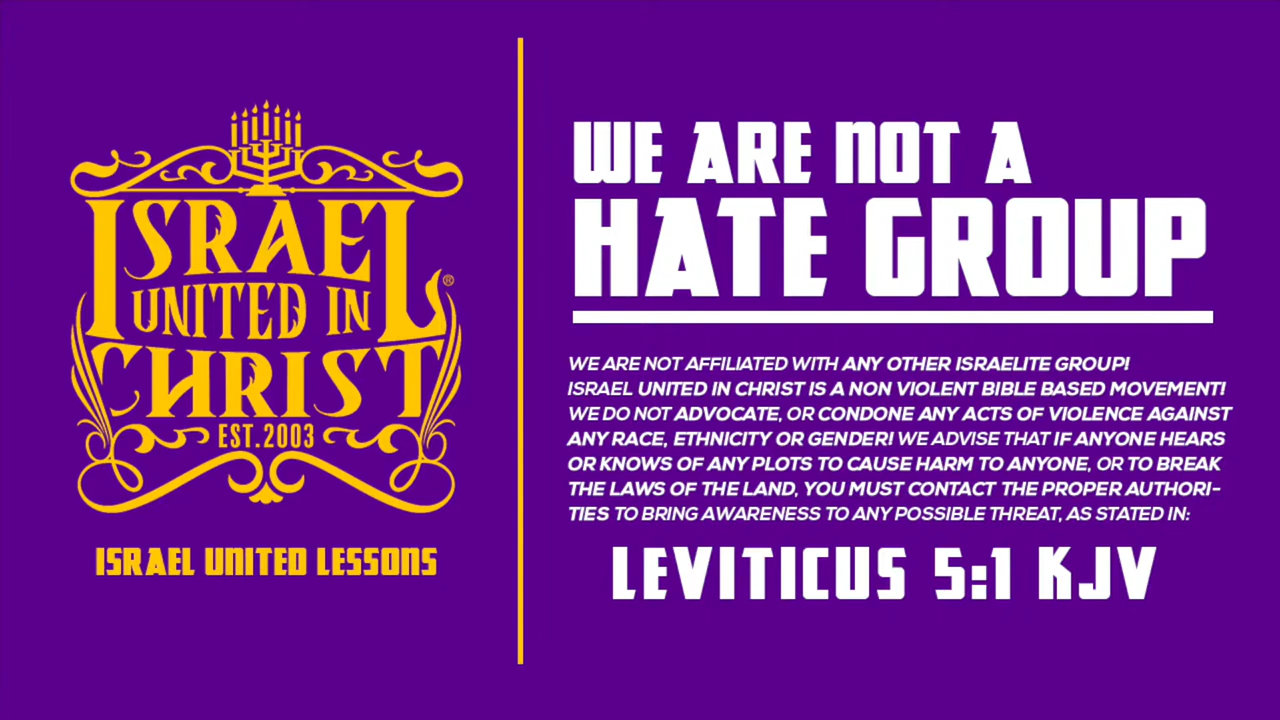 ISRAEL
UNITED IN
CHRIST
®
EST.2003
ISRAEL UNITED LESSONS
WE ARE NOT A
HATE GROUP
WE ARE NOT AFFILIATED WITH ANY OTHER ISRAELITE GROUP!
ISRAEL UNITED IN CHRIST IS A NON VIOLENT BIBLE BASED MOVEMENT!
WE DO NOT ADVOCATE, OR CONDONE ANY ACTS OF VIOLENCE AGAINST
ANY RACE, ETHNICITY OR GENDER! WE ADVISE THAT IF ANYONE HEARS
OR KNOWS OF ANY PLOTS TO CAUSE HARM TO ANYONE, OR TO BREAK
THE LAWS OF THE LAND, YOU MUST CONTACT THE PROPER AUTHORI-
TIES TO BRING AWARENESS TO ANY POSSIBLE THREAT, AS STATED IN:
LEVITICUS 5:1 KJV